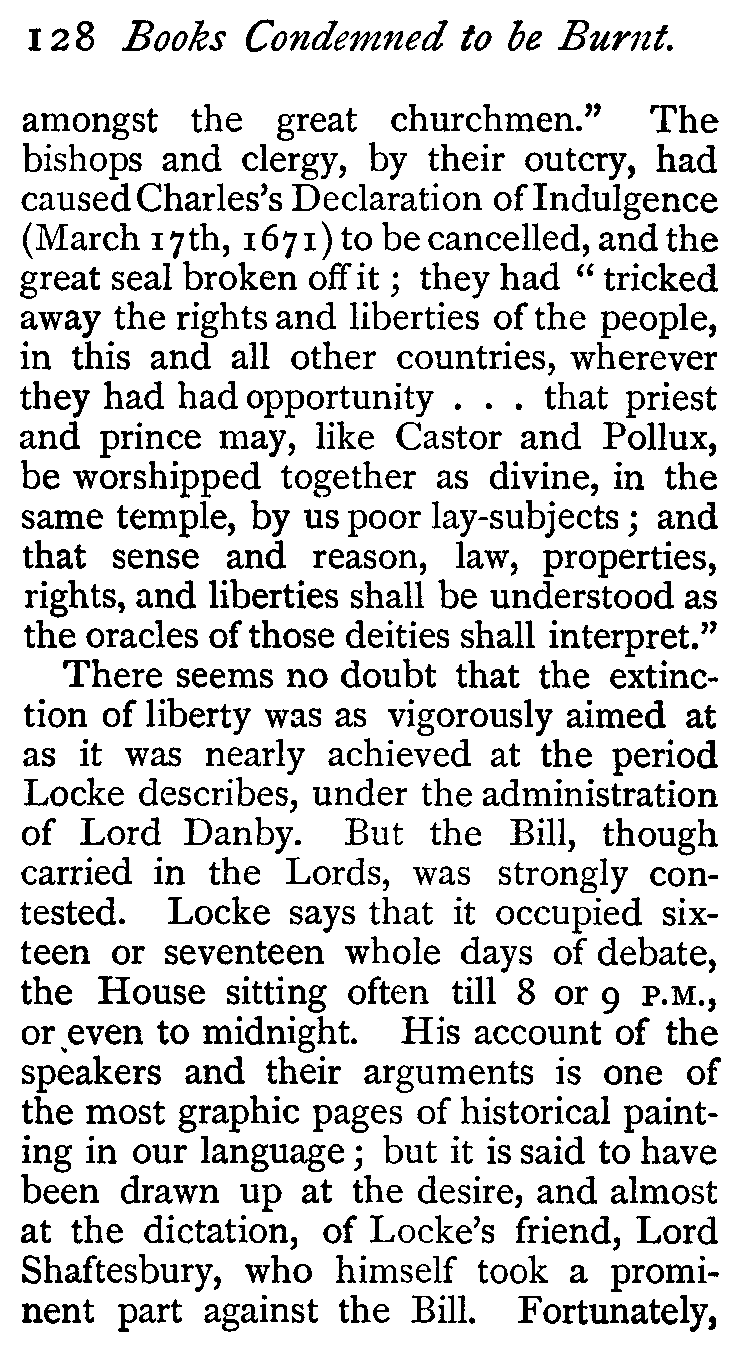 128 Books Condemned to be Burnt.
amongst the great churchmen.” The
bishops and clergy, by their outcry, had
caused Charles’s Declaration of Indulgence
(March 17th, 1671) to be cancelled, and the
great seal broken off it ; they had “ tricked
away the rights and liberties of the people,
in this and all other countries, wherever
they had had opportunity . . . that priest
and prince may, like Castor and Pollux,
be worshipped together as divine, in the
same temple, by us poor lay-subjects ; and
that sense and reason, law, properties,
rights, and liberties shall be understood as
the oracles of those deities shall interpret.”
There seems no doubt that the extinc-
tion of liberty was as vigorously aimed at
as it was nearly achieved at the period
Locke describes, under the administration
of Lord Danby. But the Bill, though
carried in the Lords, was strongly con-
tested. Locke says that it occupied six-
teen or seventeen whole days of debate,
the House sitting often till 8 or 9 P.M.,
or even to midnight. His account of the
speakers and their arguments is one of
the most graphic pages of historical paint-
ing in our language ; but it is said to have
been drawn up at the desire, and almost
at the dictation, of Locke’s friend, Lord
Shaftesbury, who himself took a promi-
nent part against the Bill. Fortunately,